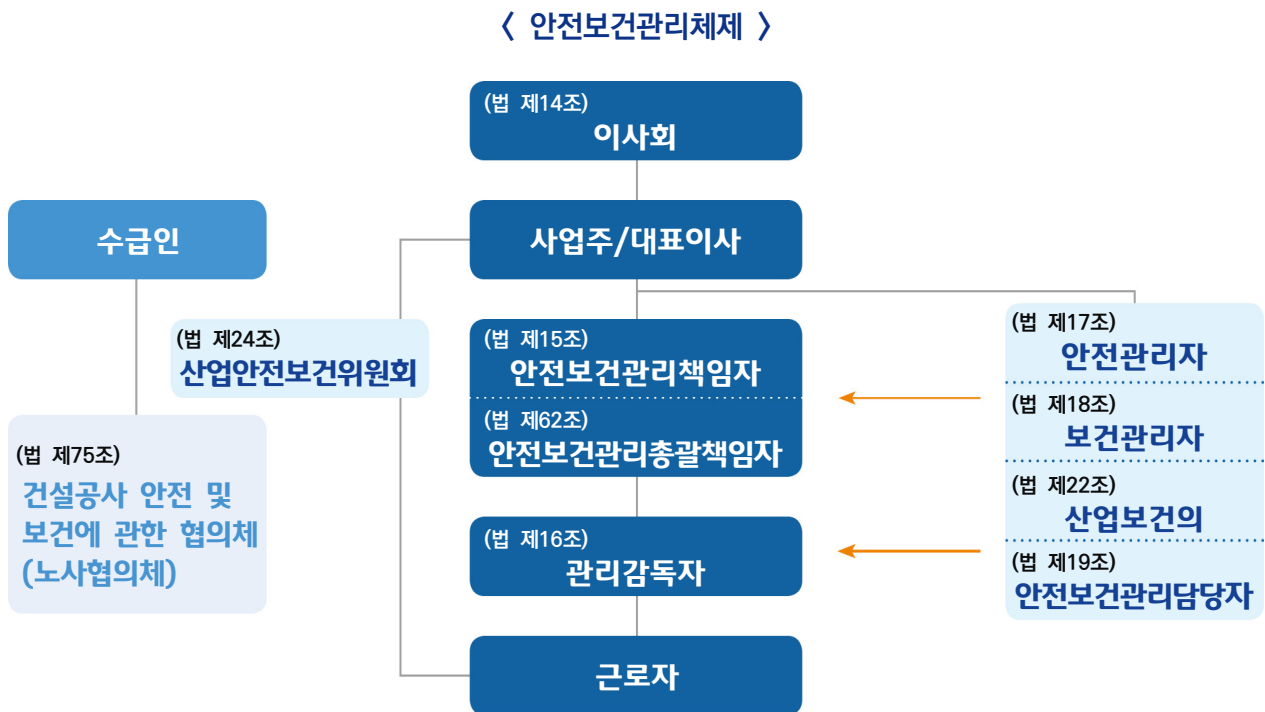 〈 안전보건관리체제 〉
(법 제14조)
이사회
수급인
사업주/대표이사
(법 제24조)
산업안전보건위원회
(법 제15조)
안전보건관리책임자
(법 제62조)
안전보건관리총괄책임자
(법 제17조)
안전관리자
(법 제18조)
보건관리자
(법 제22조)
산업보건의
(법 제19조)
안전보건관리담당자
(법 제75조)
건설공사 안전 및
보건에 관한 협의체
(노사협의체)
(법 제16조)
관리감독자
근로자